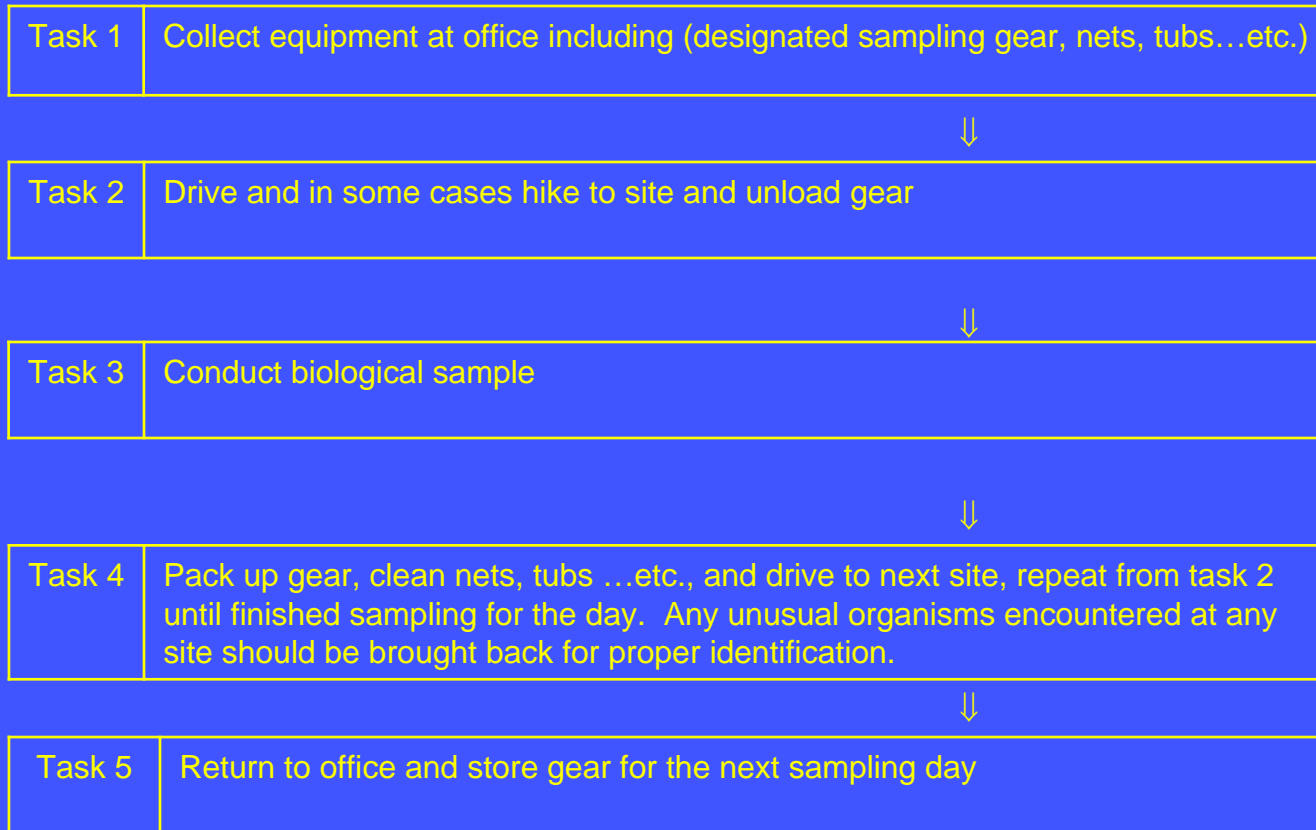 Task 1 Collect equipment at office including (designated sampling gear, nets, tubs…etc.)
⇓
Task 2 Drive and in some cases hike to site and unload gear
⇓
Task 3 Conduct biological sample
⇓
Task 4 Pack up gear, clean nets, tubs …etc., and drive to next site, repeat from task 2
until finished sampling for the day.  Any unusual organisms encountered at any
site should be brought back for proper identification.
⇓
Task 5 Return to office and store gear for the next sampling day